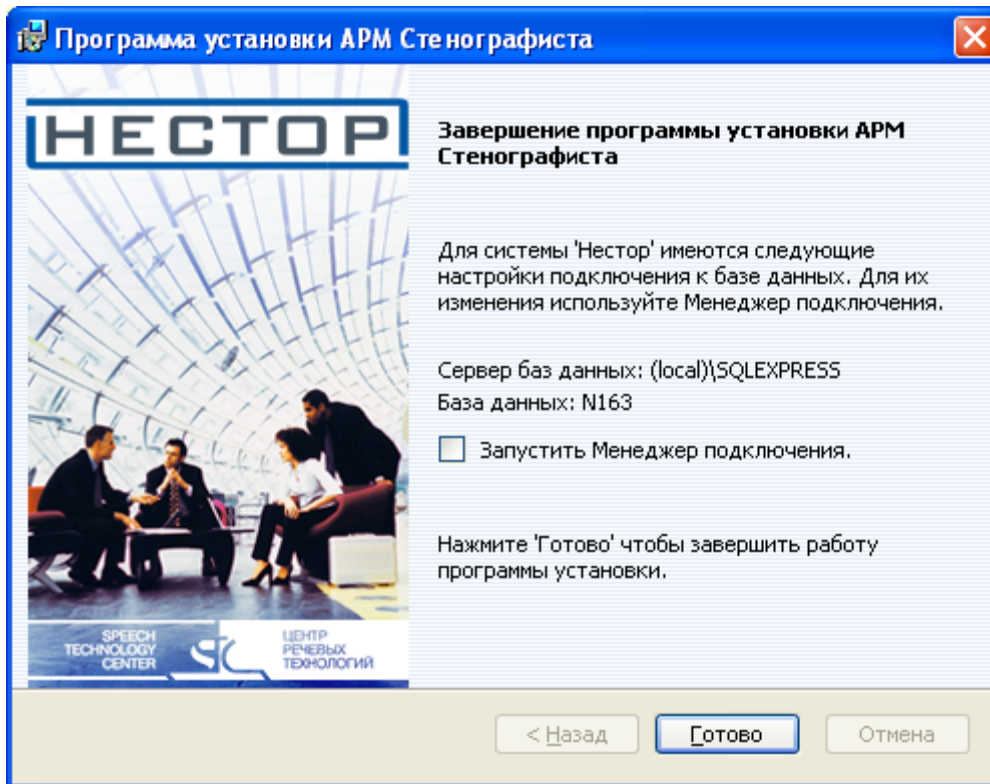 Программа установки АРМ Стенографиста
НЕСТОР
Завершение программы установки АРМ
Стенографиста
Для системы 'Нестор' имеются следующие
настройки подключения к базе данных. Для их
изменения используйте Менеджер подключения.
Сервер баз данных: (local)\SQLEXPRESS
База данных: N163
Запустить Менеджер подключения.
Нажмите 'Готово' чтобы завершить работу
программы установки.
SPEECH
TECHNOLOGY
CENTER
ЦЕНТР
РЕЧЕВЫХ
ТЕХНОЛОГИЙ
< Назад
Готово
Отмена